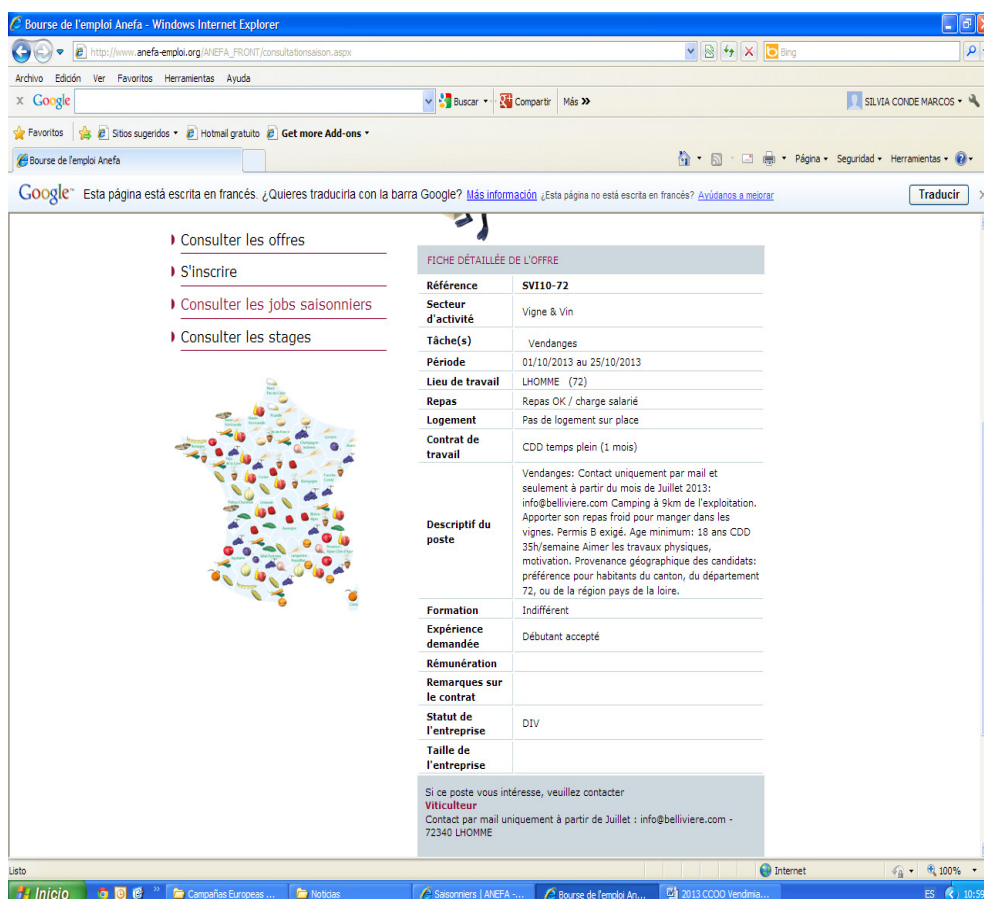 Bourse de l'emploi Anefa - Windows Internet Explorer
http://www.anefa-emploi.org/ANEFA_FRONT/consultationsaison.aspx
Bing
Archivo Edición Ver Favoritos Herramientas Ayuda
x Google Buscar Compartir Más » SILVIA CONDE MARCOS
Favoritos Sitios sugeridos Hotmail gratuito Get more Add-ons
Bourse de l'emploi Anefa Página Seguridad Herramientas
Google Esta página está escrita en francés. ¿Quieres traducirla con la barra Google? Más información ¿Esta página no está escrita en francés? Ayúdanos a mejorar Traducir
Consulter les offres
S'inscrire
Consulter les jobs saisonniers
Consulter les stages
FICHE DÉTAILLÉE DE L'OFFRE
Référence SVI10-72
Secteur
d'activité
Vigne & Vin
Tâche(s) Vendanges
Période 01/10/2013 au 25/10/2013
Lieu de travail LHOMME (72)
Repas Repas OK / charge salarié
Logement Pas de logement sur place
Contrat de
travail
CDD temps plein (1 mois)
Descriptif du
poste
Vendanges: Contact uniquement par mail et
seulement à partir du mois de Juillet 2013:
info@belliviere.com Camping à 9km de l'exploitation.
Apporter son repas froid pour manger dans les
vignes. Permis B exigé. Age minimum: 18 ans CDD
35h/semaine Aimer les travaux physiques,
motivation. Provenance géographique des candidats:
préférence pour habitants du canton, du département
72, ou de la région pays de la loire.
Formation Indifférent
Expérience
demandée
Débutant accepté
Rémunération
Remarques sur
le contrat
Statut de
l'entreprise
DIV
Taille de
l'entreprise
Si ce poste vous intéresse, veuillez contacter
Viticulteur
Contact par mail uniquement à partir de Juillet : info@belliviere.com -
72340 LHOMME
Listo Internet 100%
Inicio Campañas Europeas ... Noticias Saisonniers | ANEFA -... Bourse de l'emploi An... 2013 CCOO Vendimia... ES 10:59